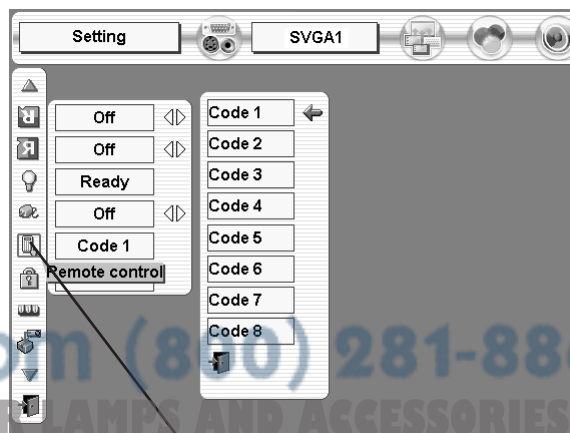 Setting
SVGA1
Off
Off
Ready
Off
Code 1
Remote control
Code 1
Code 2
Code 3
Code 4
Code 5
Code 6
Code 7
Code 8
om (800) 281-88
R LAMPS AND ACCESSORIES